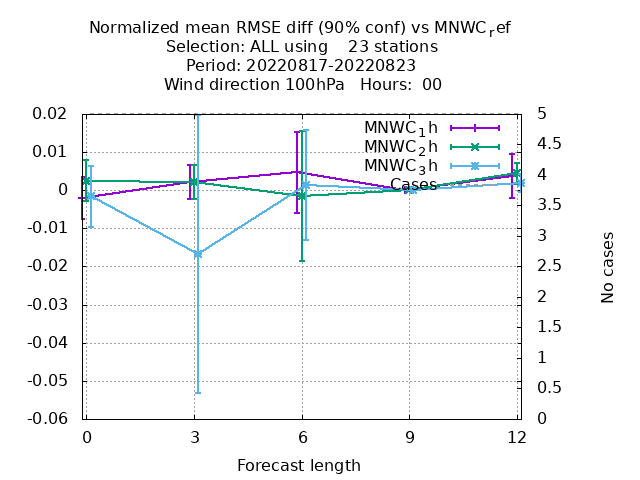 Normalized mean RMSE diff (90% conf) vs MNWC_ref
Selection: ALL using    23 stations
Period: 20220817-20220823
Wind direction 100hPa   Hours:  00
MNWC_1h
MNWC_2h
MNWC_3h
Cases
0.02
0.01
0
-0.01
-0.02
-0.03
-0.04
-0.05
-0.06
5
4.5
4
3.5
3
2.5
2
1.5
1
0.5
0
No cases
0 3 6 9 12
Forecast length